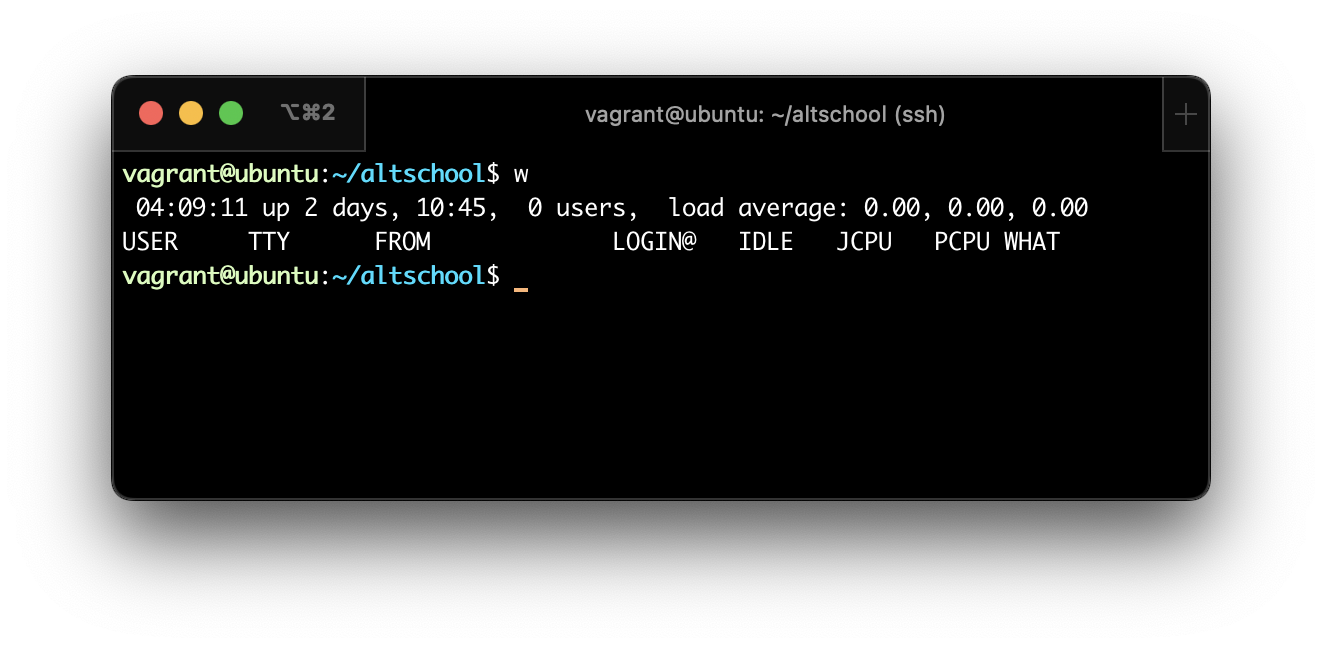 ⌥⌘2
vagrant@ubuntu: ~/altschool (ssh)
vagrant@ubuntu:~/altschool$ w
 04:09:11 up 2 days, 10:45,  0 users,  load average: 0.00, 0.00, 0.00
USER     TTY      FROM             LOGIN@   IDLE   JCPU   PCPU WHAT
vagrant@ubuntu:~/altschool$ _